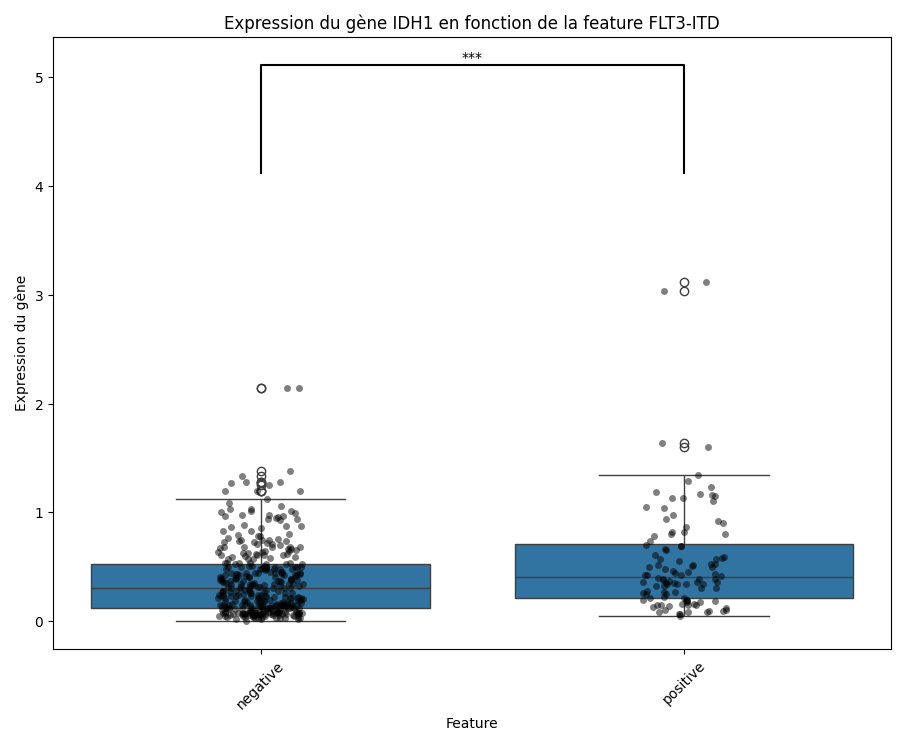 Expression du gène IDH1 en fonction de la feature FLT3-ITD
***
Expression du gène
5
4
3
2
1
0
negative
positive
Feature